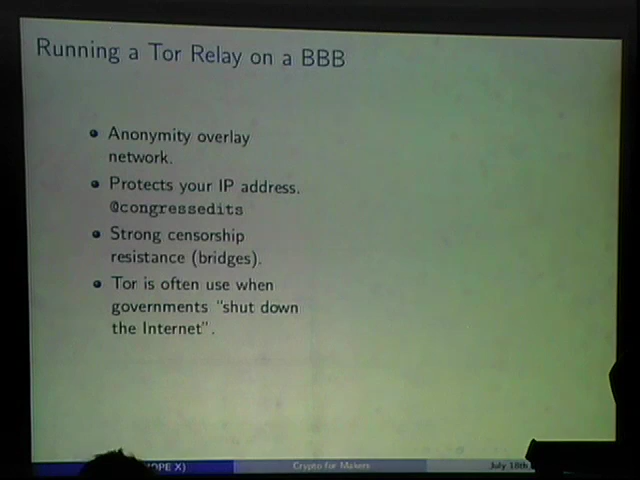 Running a Tor Relay on a BBB
Anonymity overlay
network.
Protects your IP address.
@congressedits
Strong censorship
resistance (bridges).
Tor is often use when
governments "shut down
the Internet".
OPE X)
Crypto for Makers
July 18th